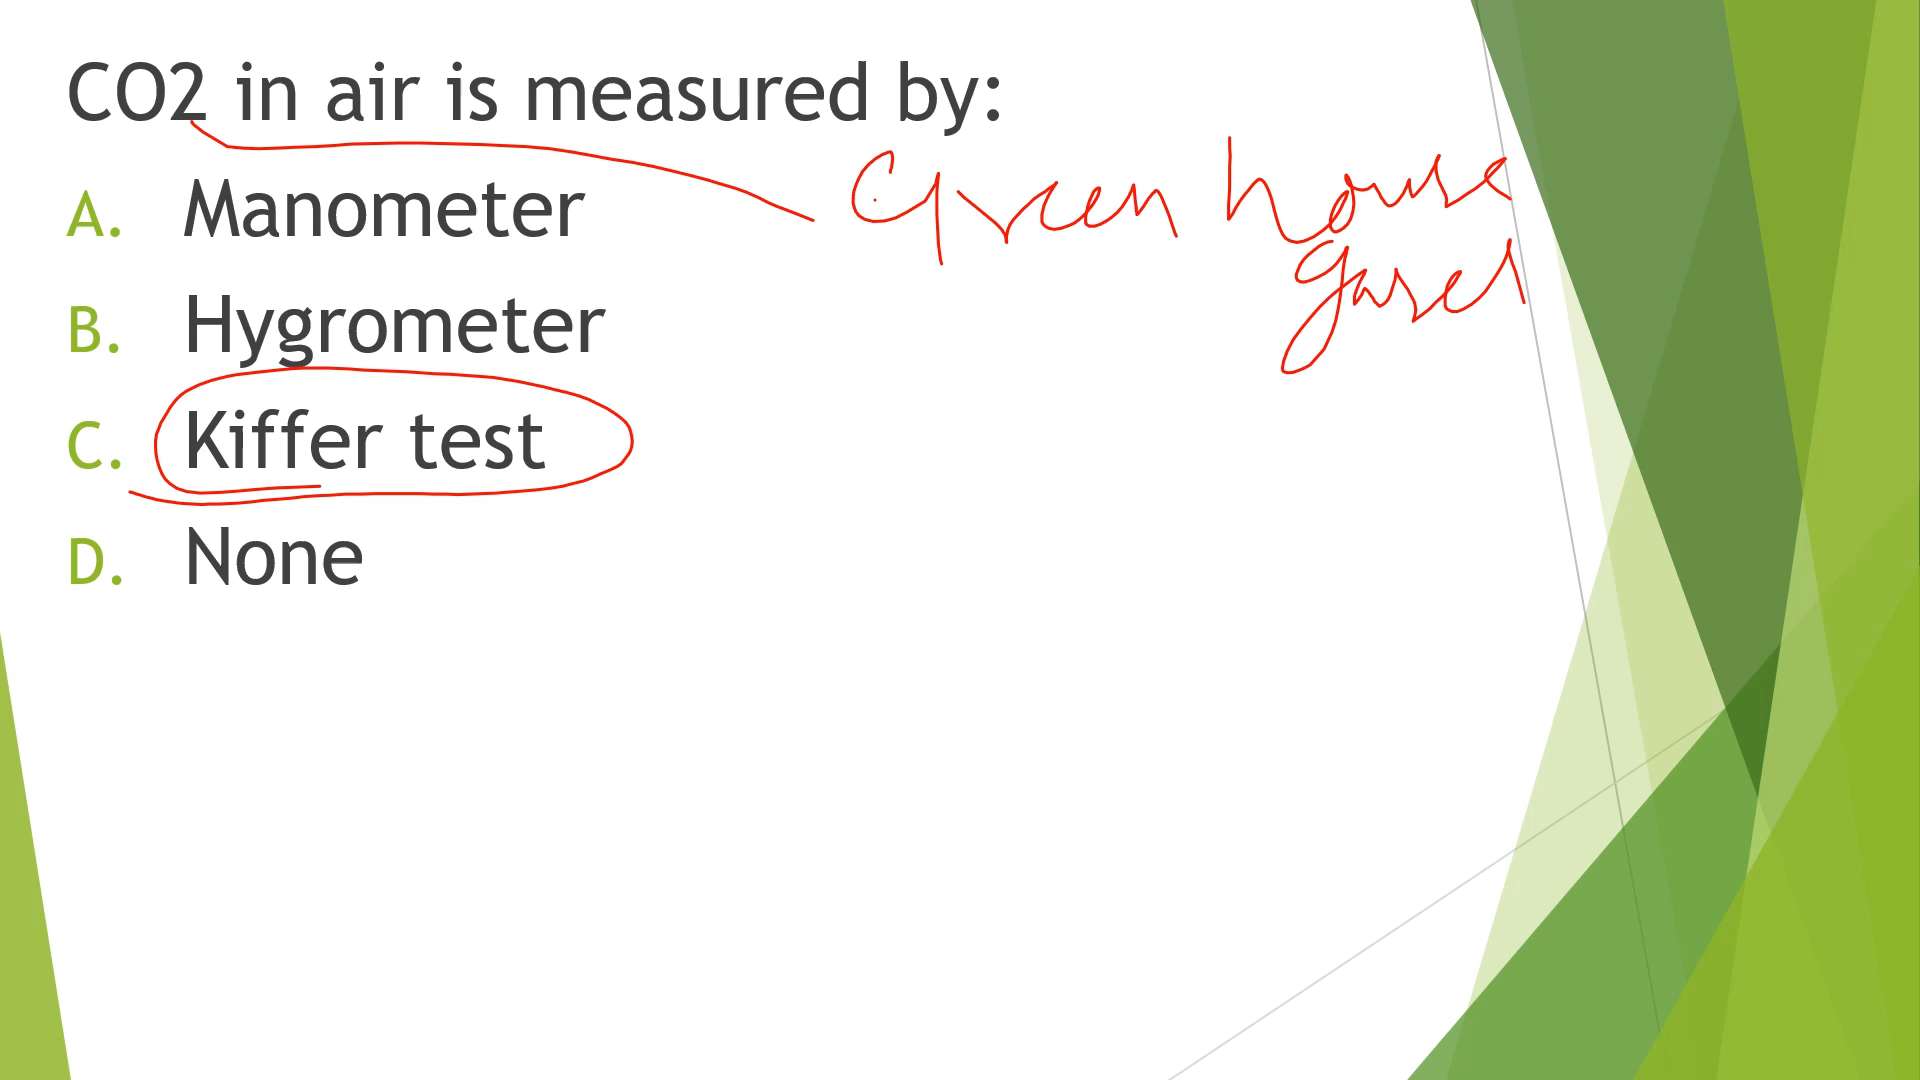 CO2 in air is measured by:
A. Manometer
Green house
gases
B. Hygrometer
C. Kiffer test
D. None